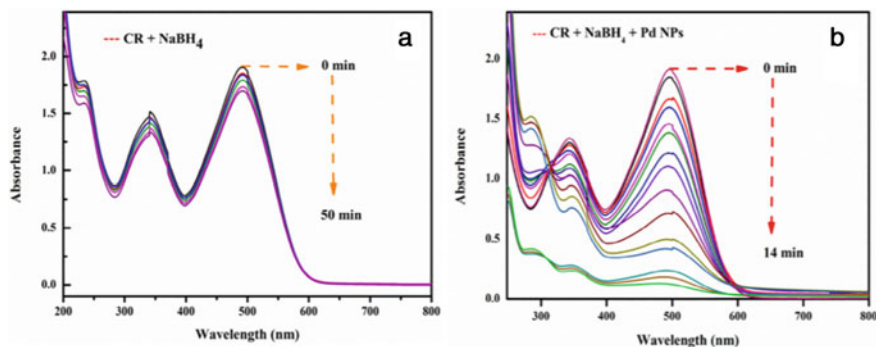 a
CR + NaBH4
0 min
50 min
2.0
1.5
1.0
0.5
0.0
Absorbance
200 300 400 500 600 700 800
Wavelength (nm)
b
CR + NaBH4 + Pd NPs
0 min
14 min
2.0
1.5
1.0
0.5
0.0
Absorbance
300 400 500 600 700 800
Wavelength (nm)